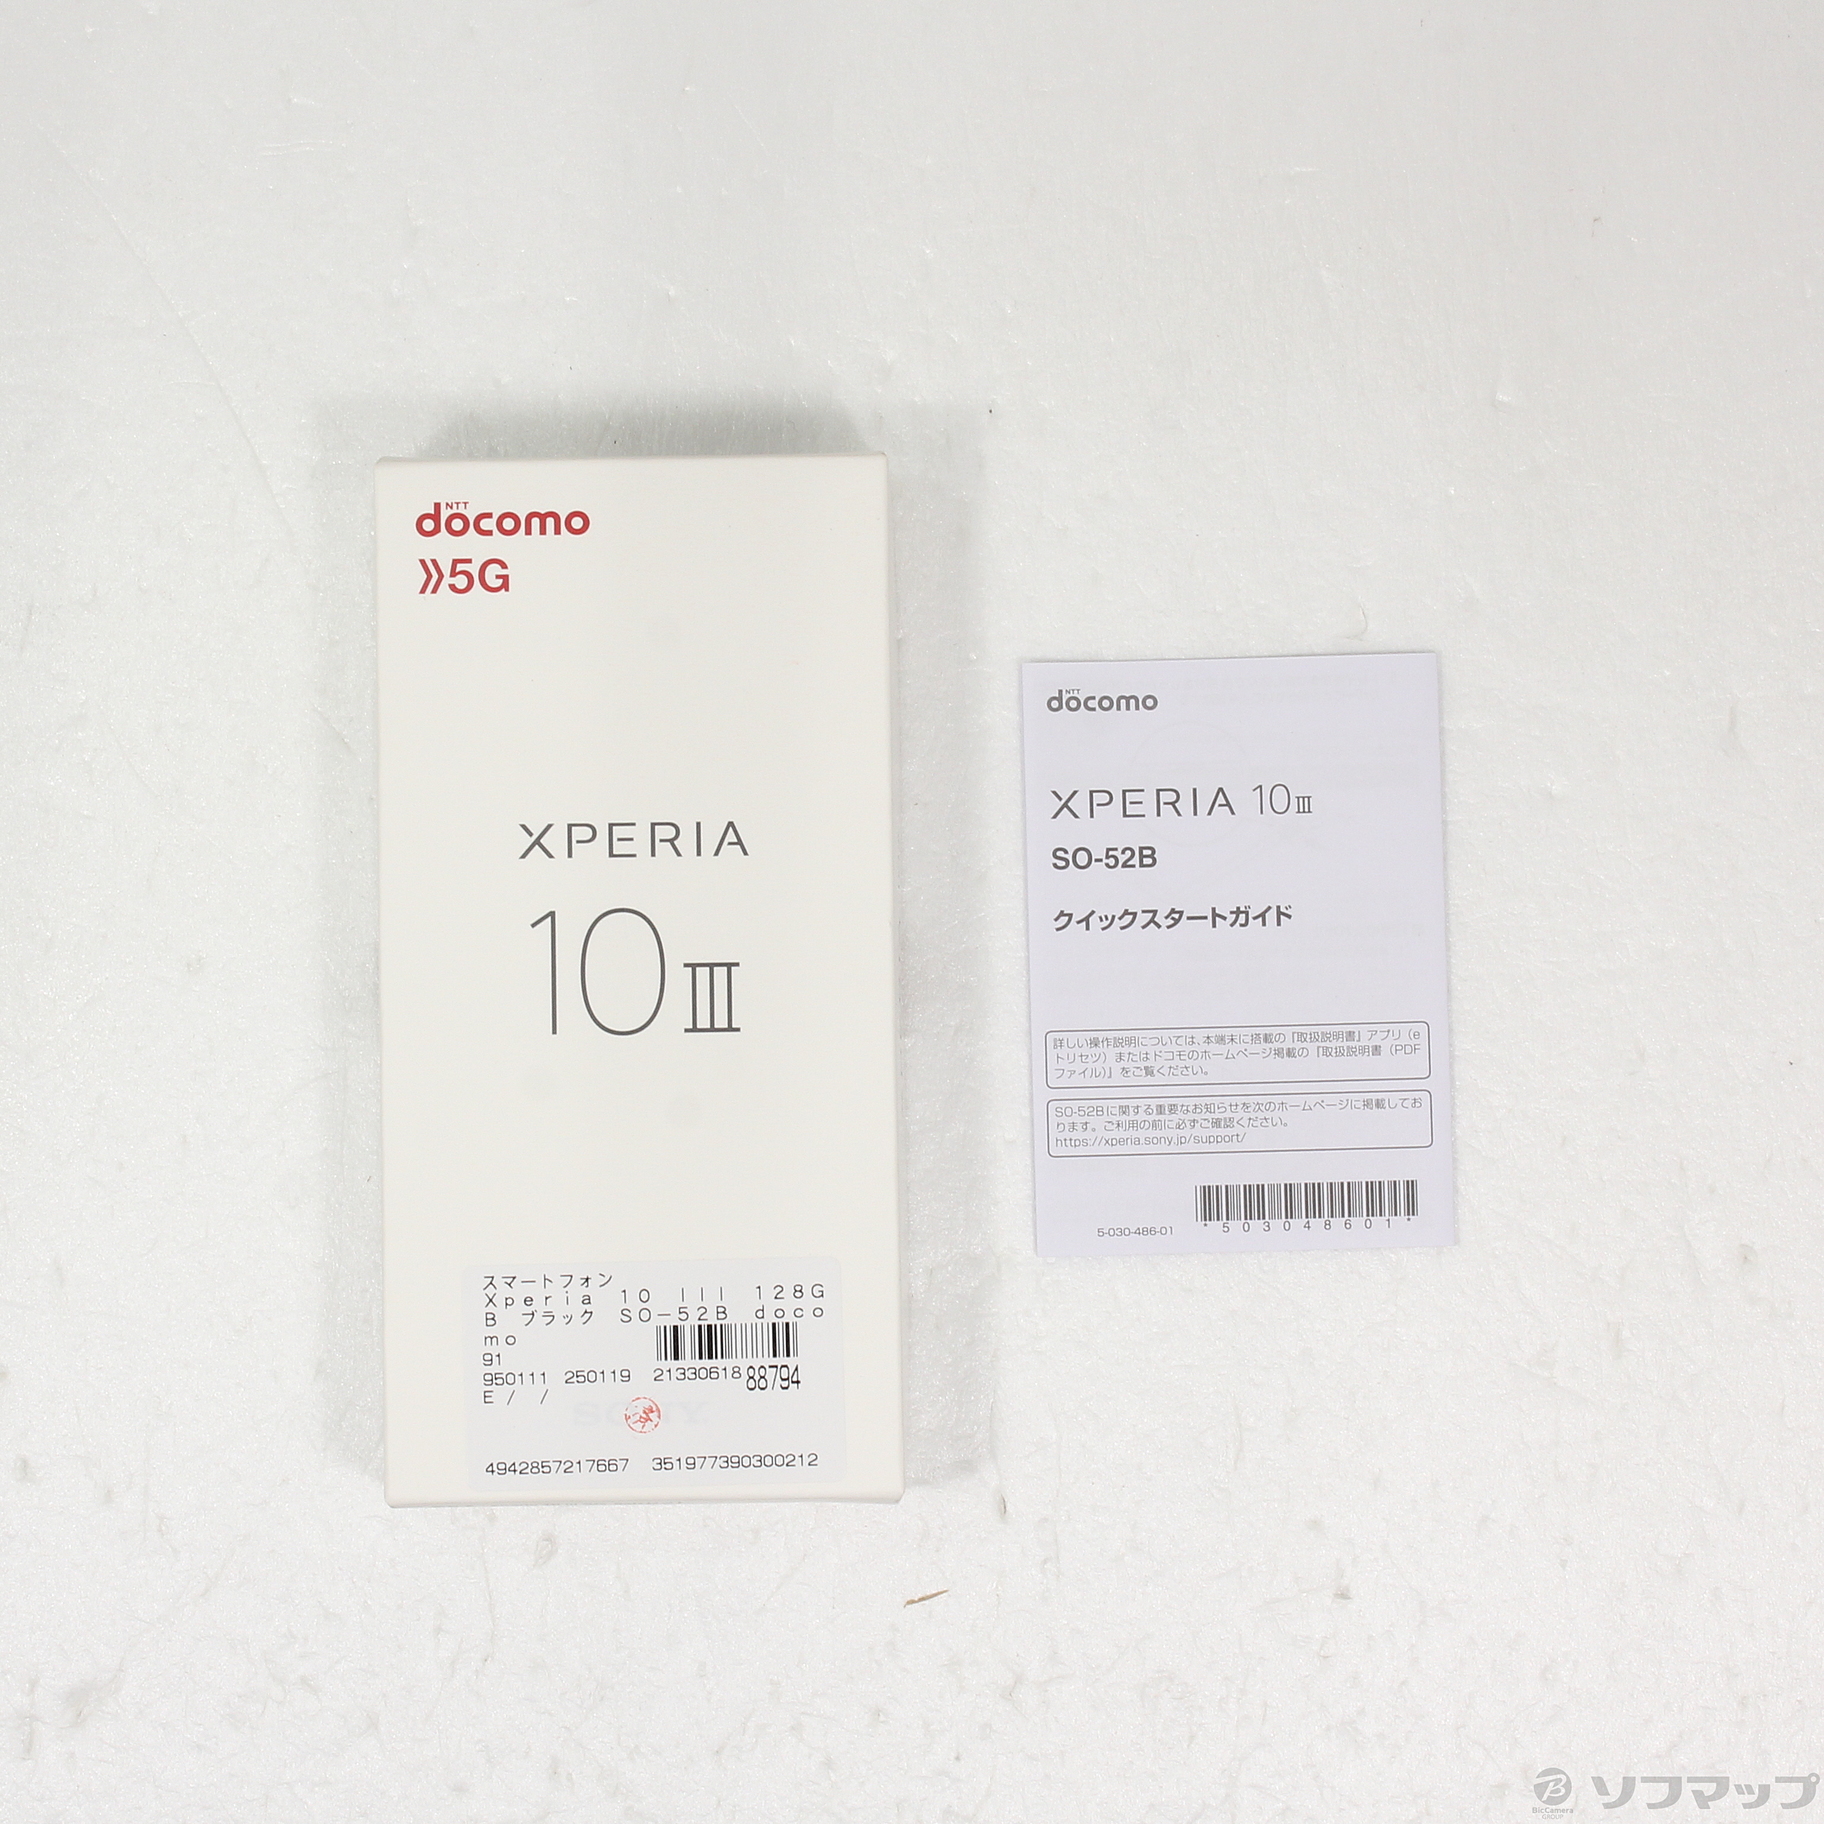 NTT
docomo
5G
XPERIA
10 III
スマートフォン
Xperia 10 III 128G
B ブラック SO-52B doco
mo
91
950111 250119 2133061888794
E / /
4942857217667 351977390300212
NTT
docomo
XPERIA 10 III
SO-52B
クイックスタートガイド
詳しい操作説明については、本端末に搭載の『取扱説明書』アプリ（e
トリセツ）またはドコモのホームページ掲載の『取扱説明書（PDF
ファイル）』をご覧ください。
SO-52Bに関する重要なお知らせを次のホームページに掲載してお
ります。ご利用の前に必ずご確認ください。
https://xperia.sony.jp/support/
5-030-486-01
*503048601*
BicCamera
GROUP
ソフマップ